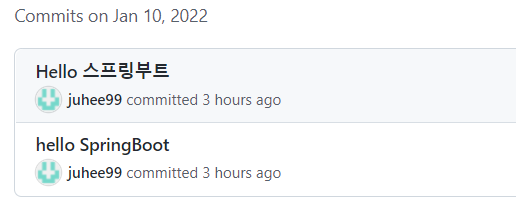 Commits on Jan 10, 2022
Hello 스프링부트
juhee99 committed 3 hours ago
hello SpringBoot
juhee99 committed 3 hours ago